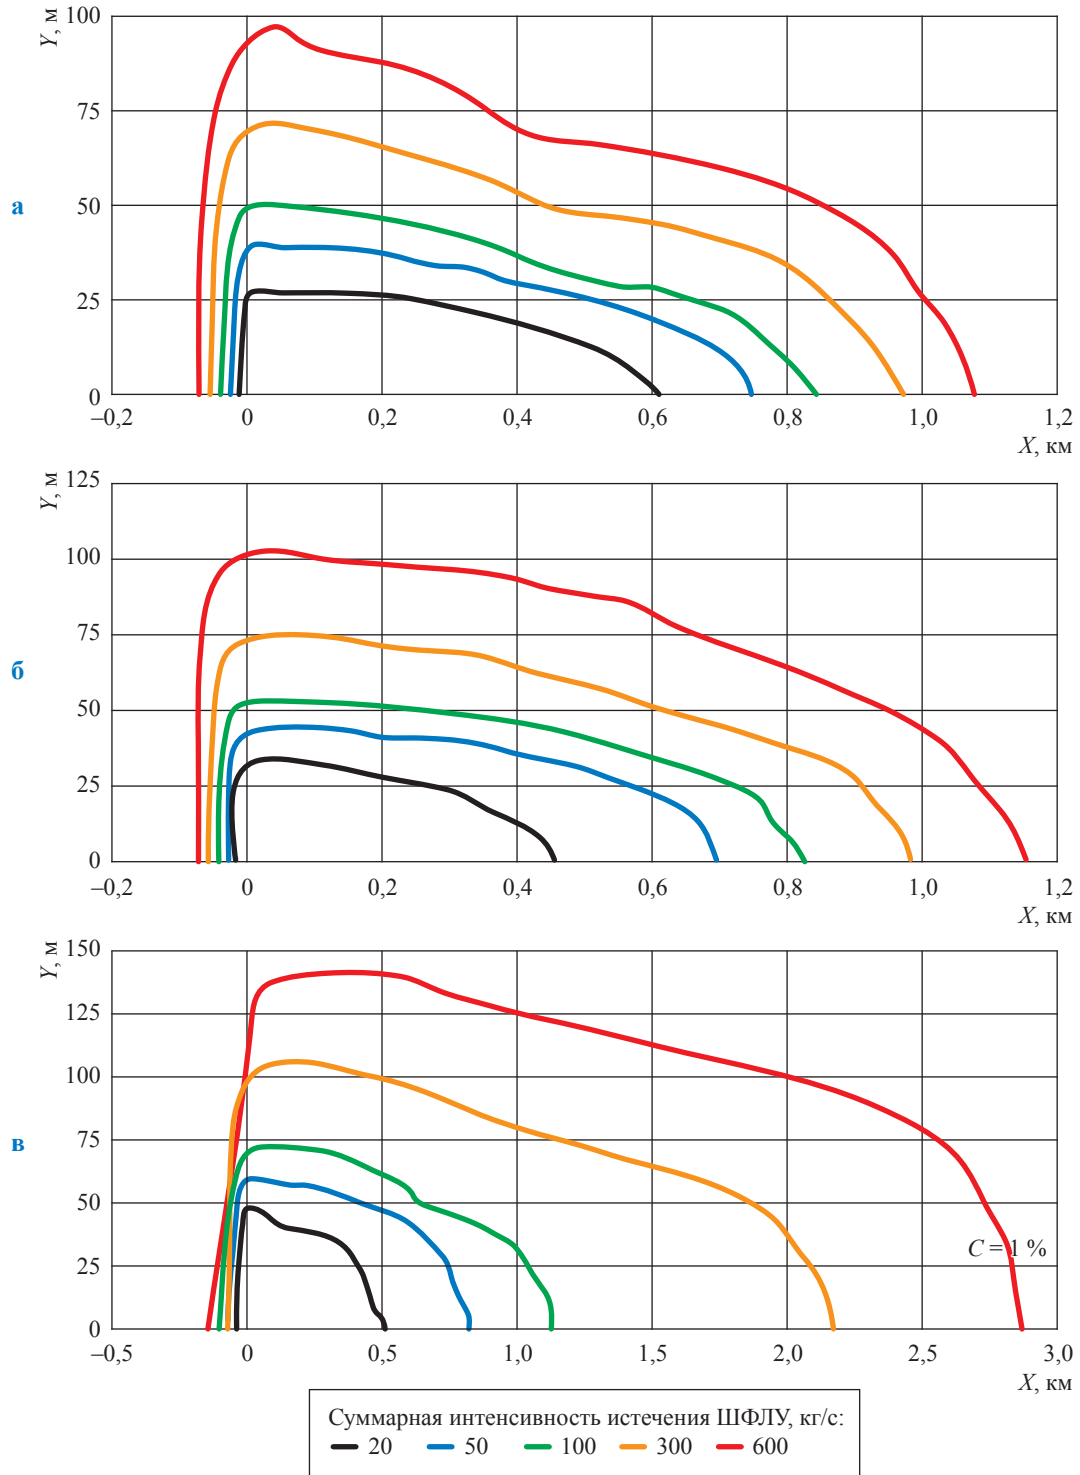 Y, м
100
75
50
25
0
–0,2 0 0,2 0,4 0,6 0,8 1,0 1,2
X, км
а
Y, м
125
100
75
50
25
0
–0,2 0 0,2 0,4 0,6 0,8 1,0 1,2
X, км
б
Y, м
150
125
100
75
50
25
0
–0,5 0 0,5 1,0 1,5 2,0 2,5 3,0
X, км
в
C = 1 %
Суммарная интенсивность истечения ШФЛУ, кг/с:
20 50 100 300 600